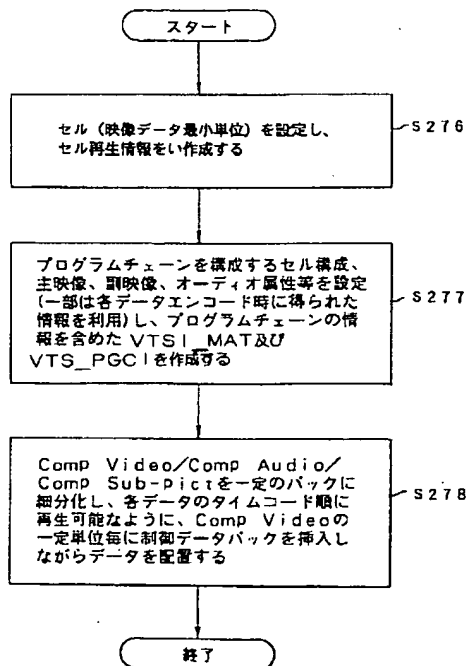 スタート
セル（映像データ最小単位）を設定し、
セル再生情報をい作成する
S276
プログラムチェーンを構成するセル構成、
主映像、副映像、オーディオ属性等を設定
（一部は各データエンコード時に得られた
情報を利用）し、プログラムチェーンの情
報を含めた VTSI_MAT及び
VTS_PGCIを作成する
S277
Comp Video/Comp Audio/
Comp Sub-pictを一定のパックに
細分化し、各データのタイムコード順に
再生可能なように、Comp Videoの
一定単位毎に制御データパックを挿入し
ながらデータを配置する
S278
終了